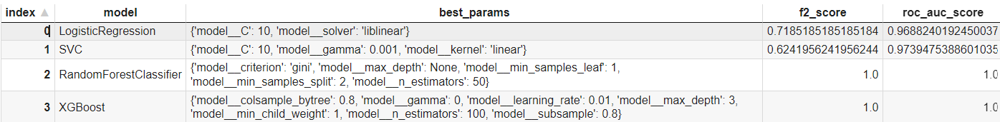 index model best_params f2_score roc_auc_score
0 LogisticRegression {'model__C': 10, 'model__solver': 'liblinear'} 0.7185185185185184 0.9688240192450037
1 SVC {'model__C': 10, 'model__gamma': 0.001, 'model__kernel': 'linear'} 0.6241956241956244 0.9739475388601035
2 RandomForestClassifier {'model__criterion': 'gini', 'model__max_depth': None, 'model__min_samples_leaf': 1, 1.0 1.0
'model__min_samples_split': 2, 'model__n_estimators': 50}
3 XGBoost {'model__colsample_bytree': 0.8, 'model__gamma': 0, 'model__learning_rate': 0.01, 'model__max_depth': 3, 1.0 1.0
'model__min_child_weight': 1, 'model__n_estimators': 100, 'model__subsample': 0.8}